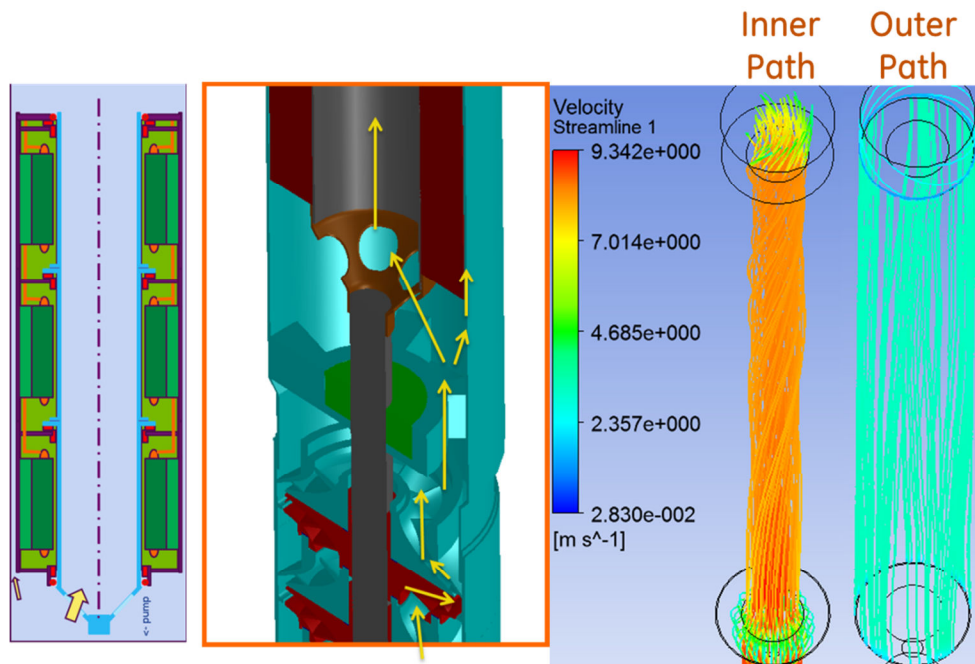 Inner
Path
Outer
Path
Velocity
Streamline 1
9.342e+000
7.014e+000
4.685e+000
2.357e+000
2.830e-002
[m s^-1]
<- pump